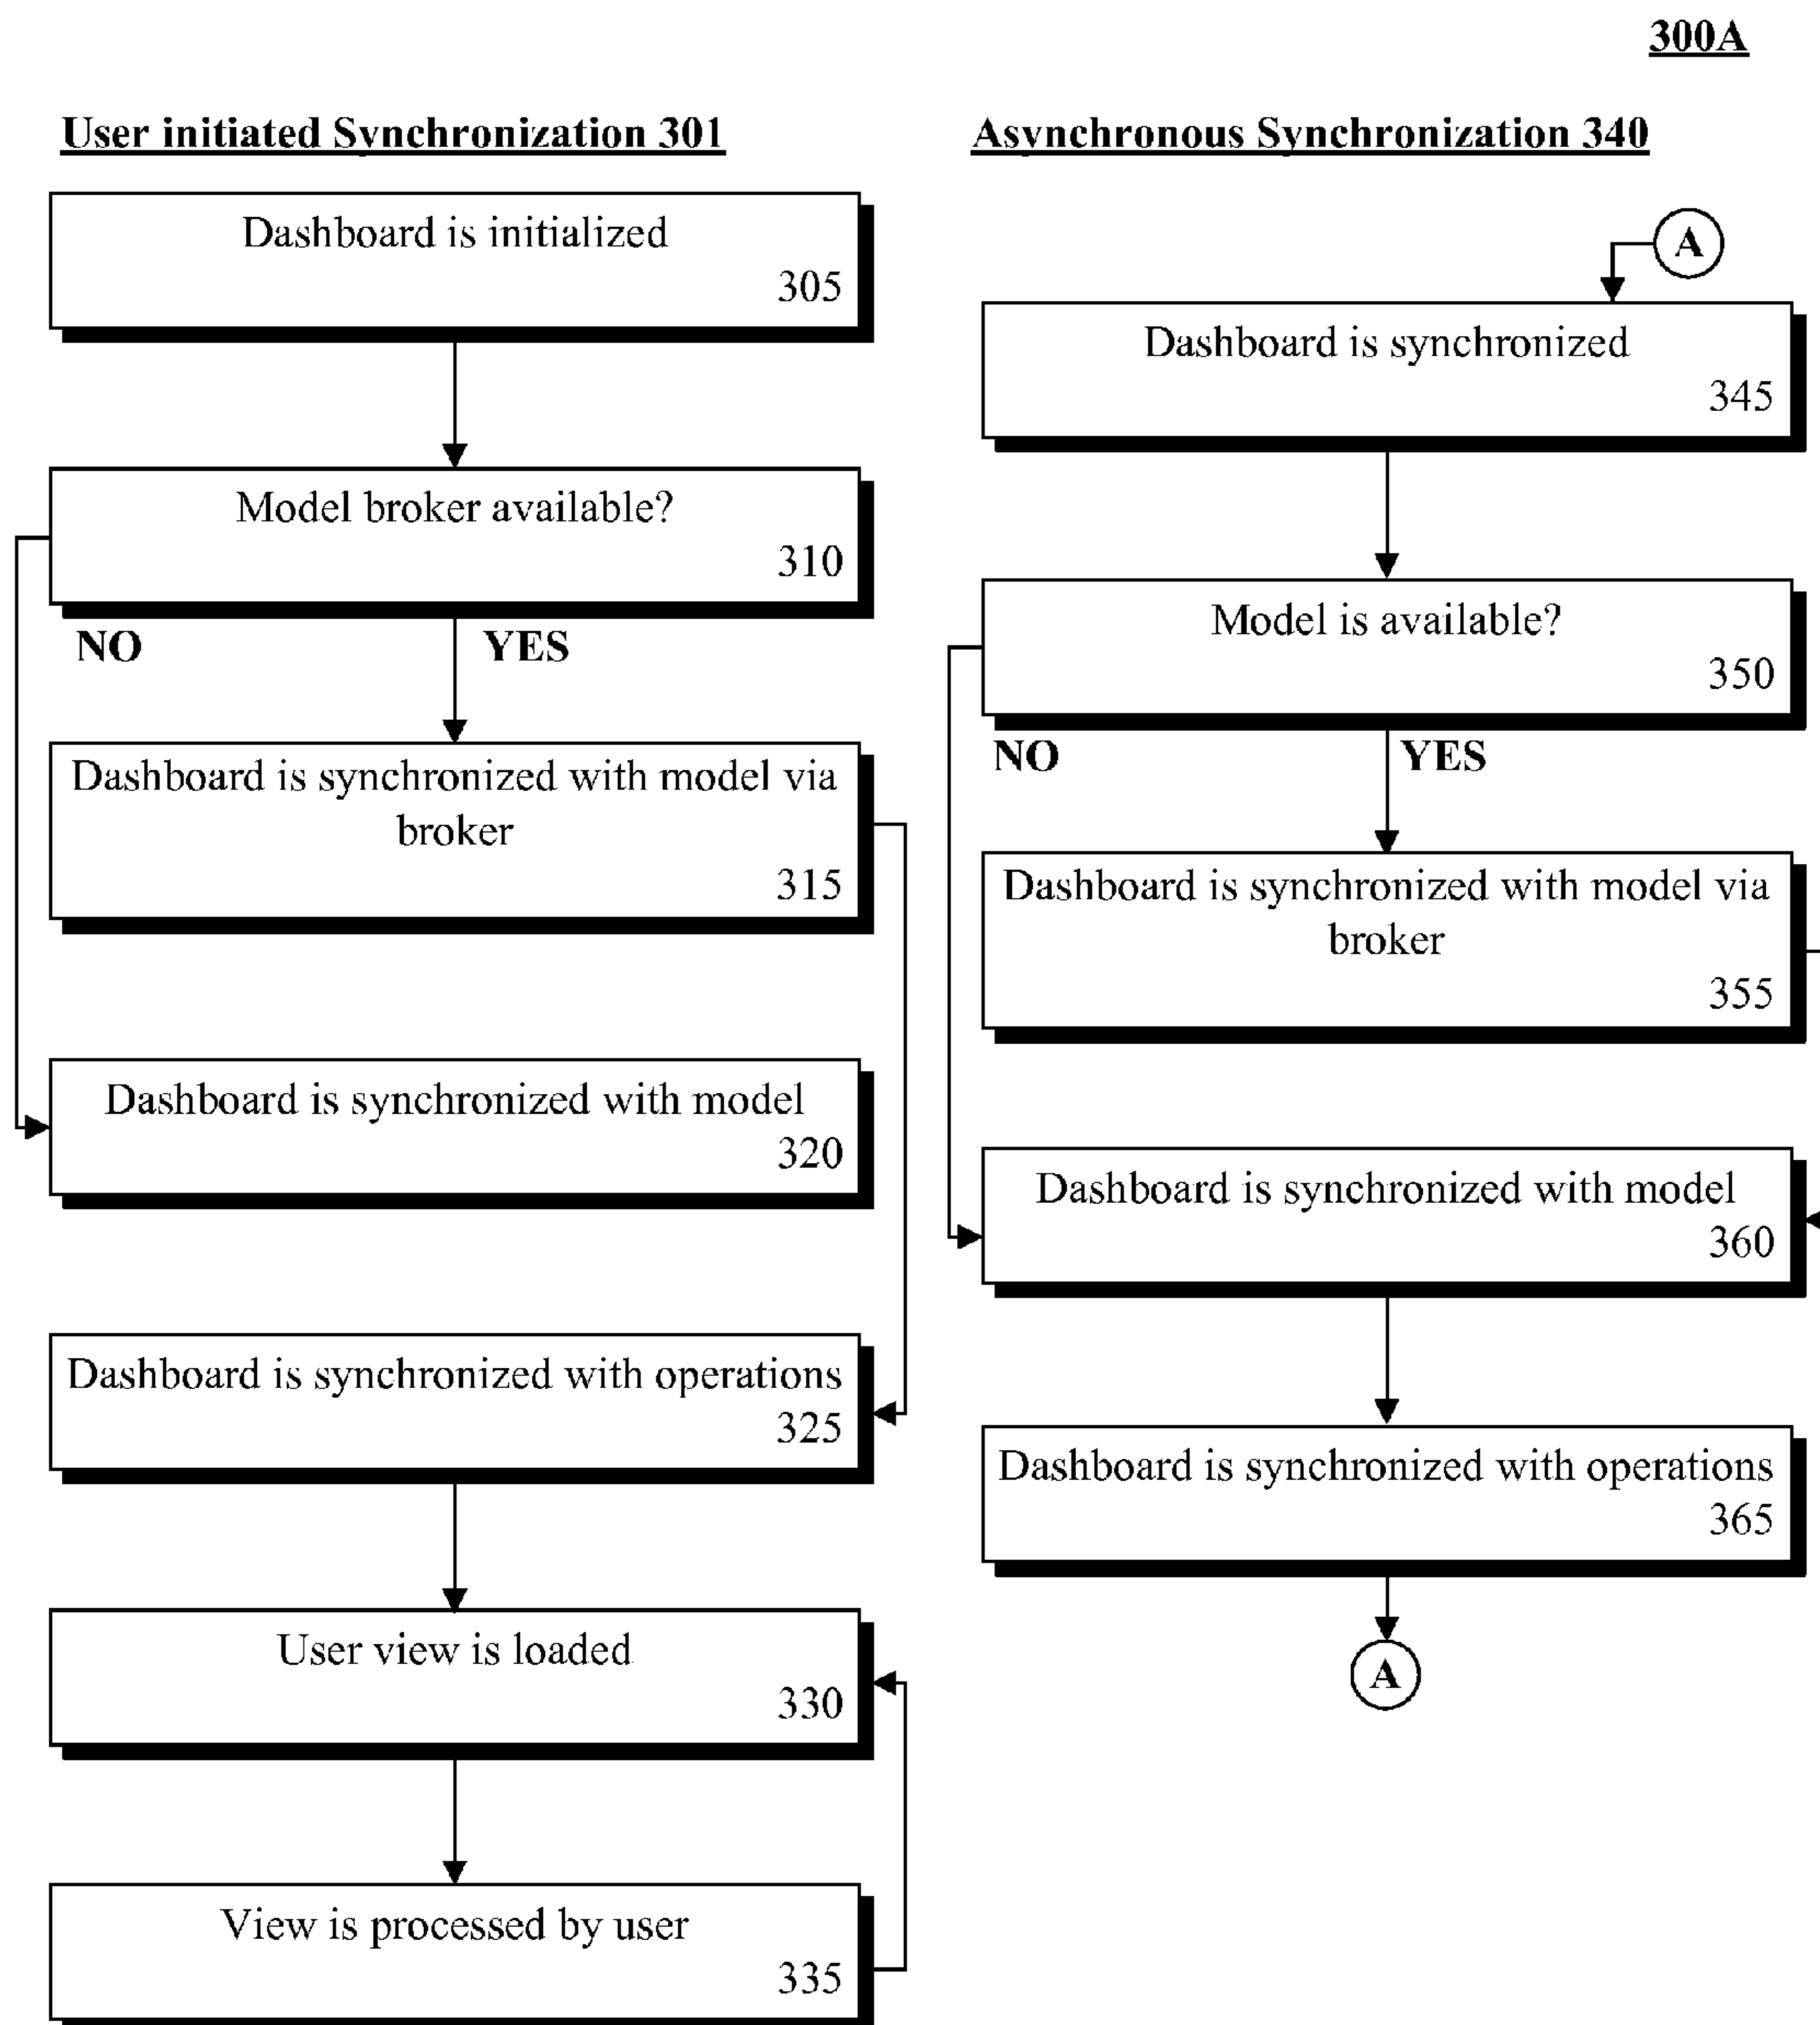 300A
User initiated Synchronization 301
Dashboard is initialized
305
Model broker available?
310
NO
YES
Dashboard is synchronized with model via
broker
315
Dashboard is synchronized with model
320
Dashboard is synchronized with operations
325
User view is loaded
330
View is processed by user
335
Asynchronous Synchronization 340
A
Dashboard is synchronized
345
Model is available?
350
NO
YES
Dashboard is synchronized with model via
broker
355
Dashboard is synchronized with model
360
Dashboard is synchronized with operations
365
A